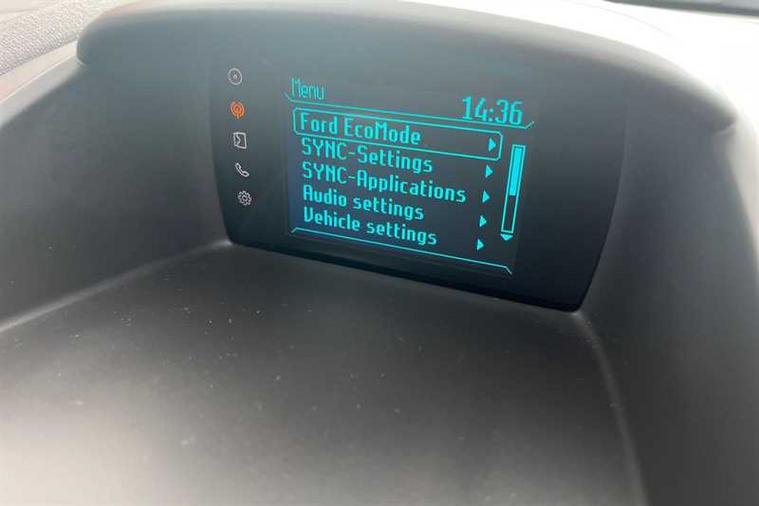 Menu
14:36
Ford EcoMode
SYNC-Settings
SYNC-Applications
Audio settings
Vehicle settings